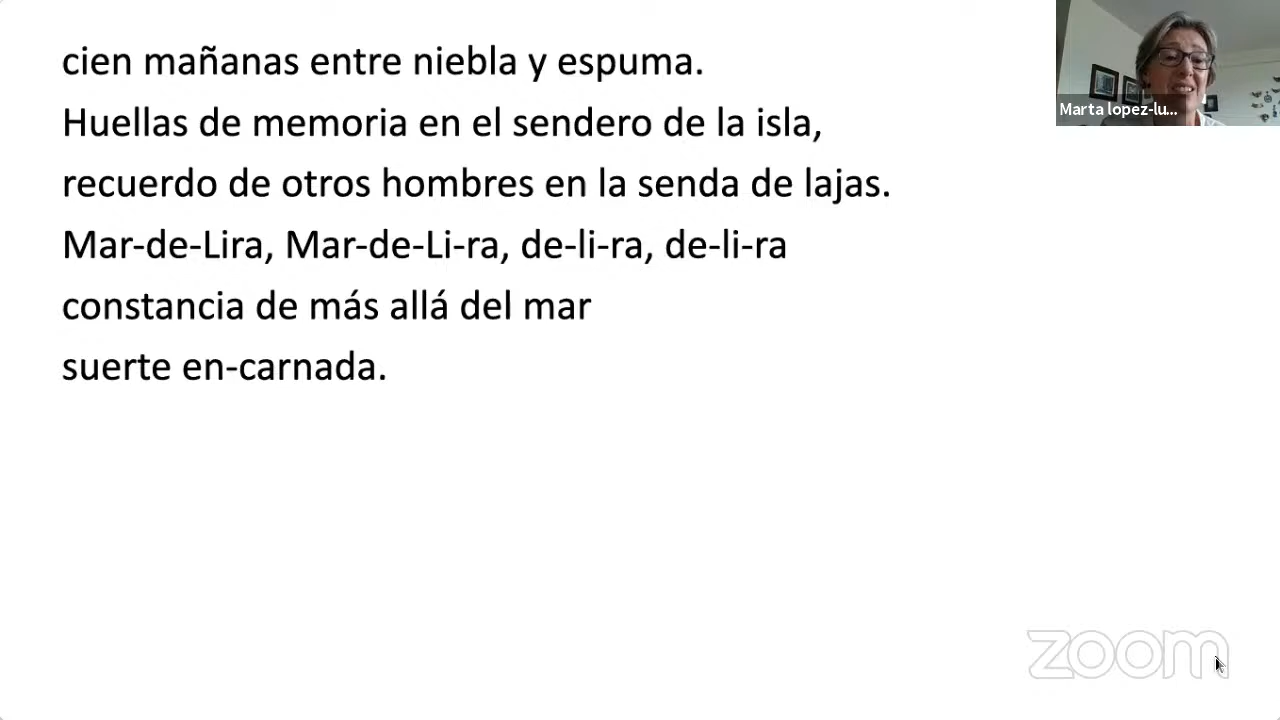 cien mañanas entre niebla y espuma.
Huellas de memoria en el sendero de la isla,
recuerdo de otros hombres en la senda de lajas.
Mar-de-Lira, Mar-de-Li-ra, de-li-ra, de-li-ra
constancia de más allá del mar
suerte en-carnada.
Marta lopez-lu...
zoom